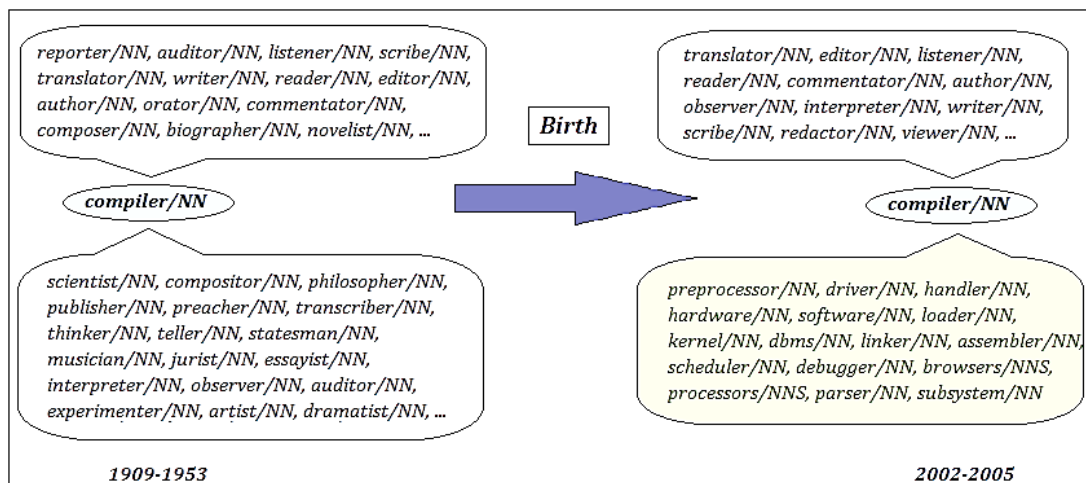 reporter/NN, auditor/NN, listener/NN, scribe/NN,
translator/NN, writer/NN, reader/NN, editor/NN,
author/NN, orator/NN, commentator/NN,
composer/NN, biographer/NN, novelist/NN, ...
compiler/NN
scientist/NN, compositor/NN, philosopher/NN,
publisher/NN, preacher/NN, transcriber/NN,
thinker/NN, teller/NN, statesman/NN,
musician/NN, jurist/NN, essayist/NN,
interpreter/NN, observer/NN, auditor/NN,
experimenter/NN, artist/NN, dramatist/NN, ...
1909-1953
Birth
translator/NN, editor/NN, listener/NN,
reader/NN, commentator/NN, author/NN,
observer/NN, interpreter/NN, writer/NN,
scribe/NN, redactor/NN, viewer/NN, ...
compiler/NN
preprocessor/NN, driver/NN, handler/NN,
hardware/NN, software/NN, loader/NN,
kernel/NN, dbms/NN, linker/NN, assembler/NN,
scheduler/NN, debugger/NN, browsers/NNS,
processors/NNS, parser/NN, subsystem/NN
2002-2005